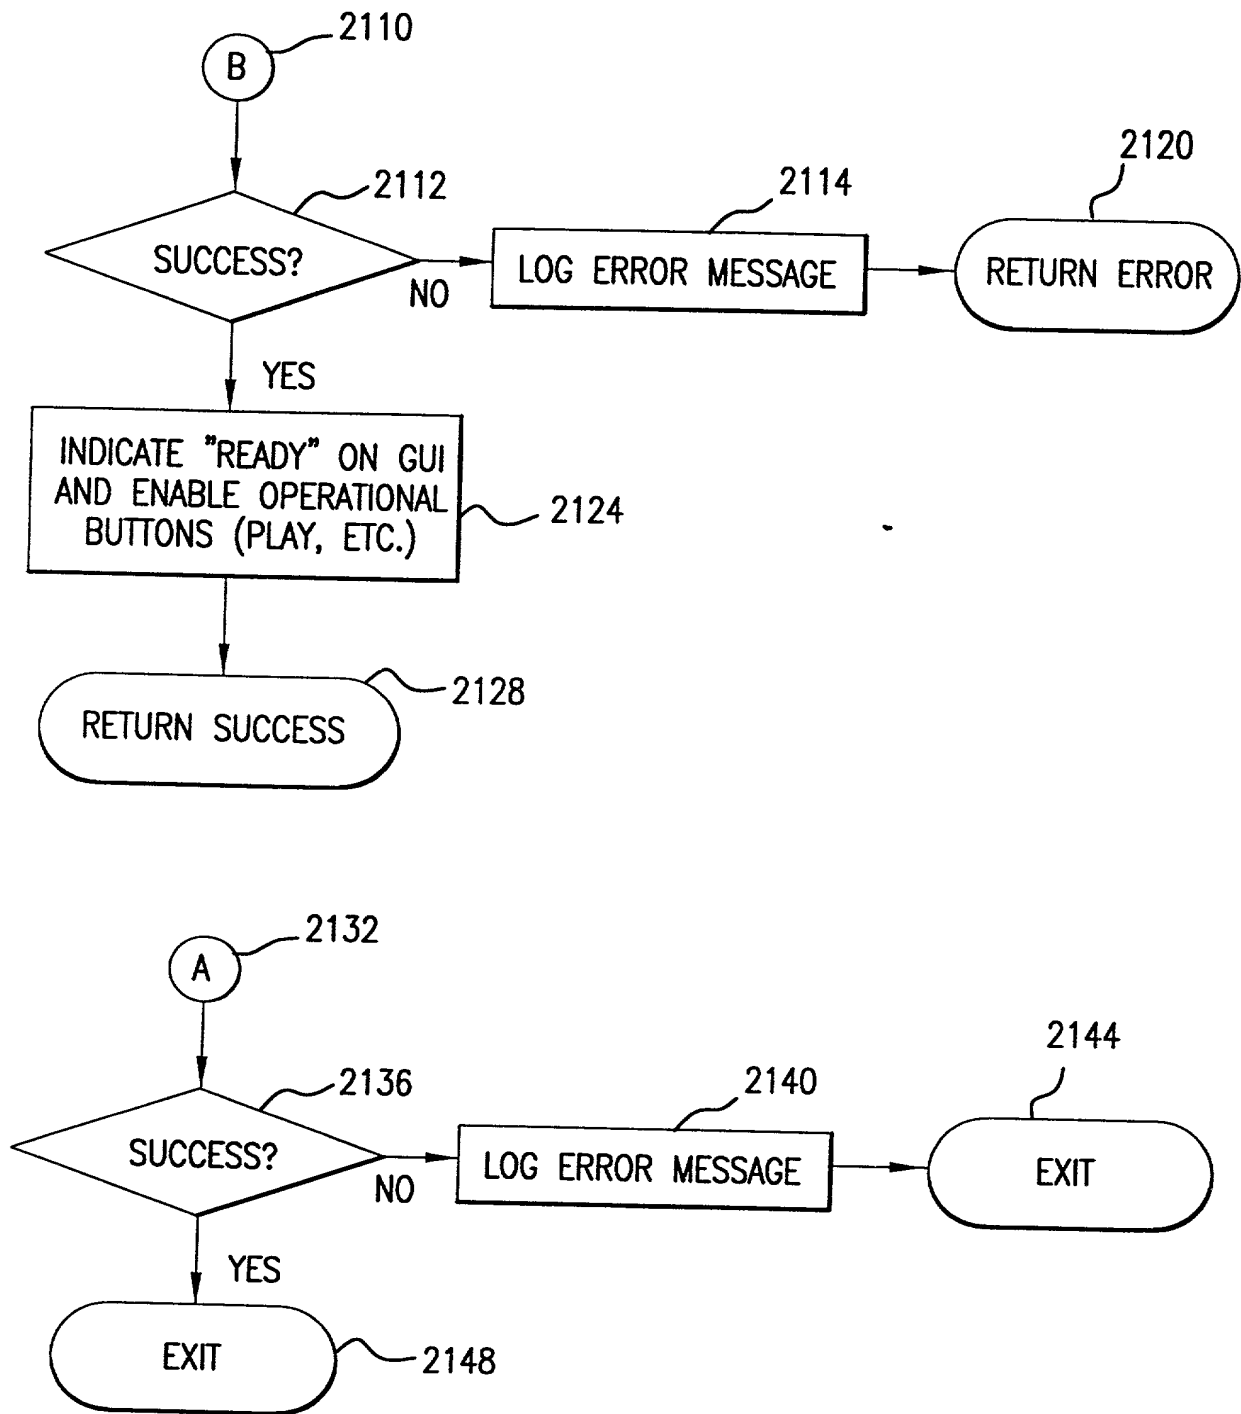 2110
B
2112
2114
2120
SUCCESS?
NO
LOG ERROR MESSAGE
RETURN ERROR
YES
INDICATE "READY" ON GUI
AND ENABLE OPERATIONAL
BUTTONS (PLAY, ETC.)
2124
2128
RETURN SUCCESS
2132
A
2136
2140
2144
SUCCESS?
NO
LOG ERROR MESSAGE
EXIT
YES
EXIT
2148